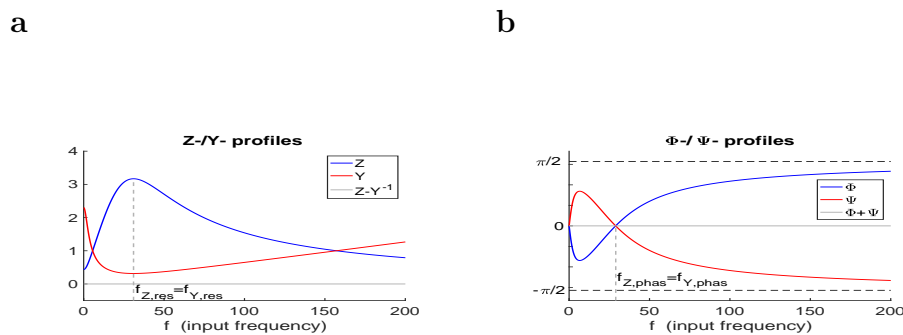 a
b
Z-/Y- profiles
4
3
2
1
0
Z
Y
Z-Y⁻¹
f_Z,res=f_Y,res
0 50 100 150 200
f (input frequency)
Φ-/ Ψ- profiles
π/2
0
-π/2
Φ
Ψ
Φ+Ψ
f_Z,phas=f_Y,phas
0 50 100 150 200
f (input frequency)